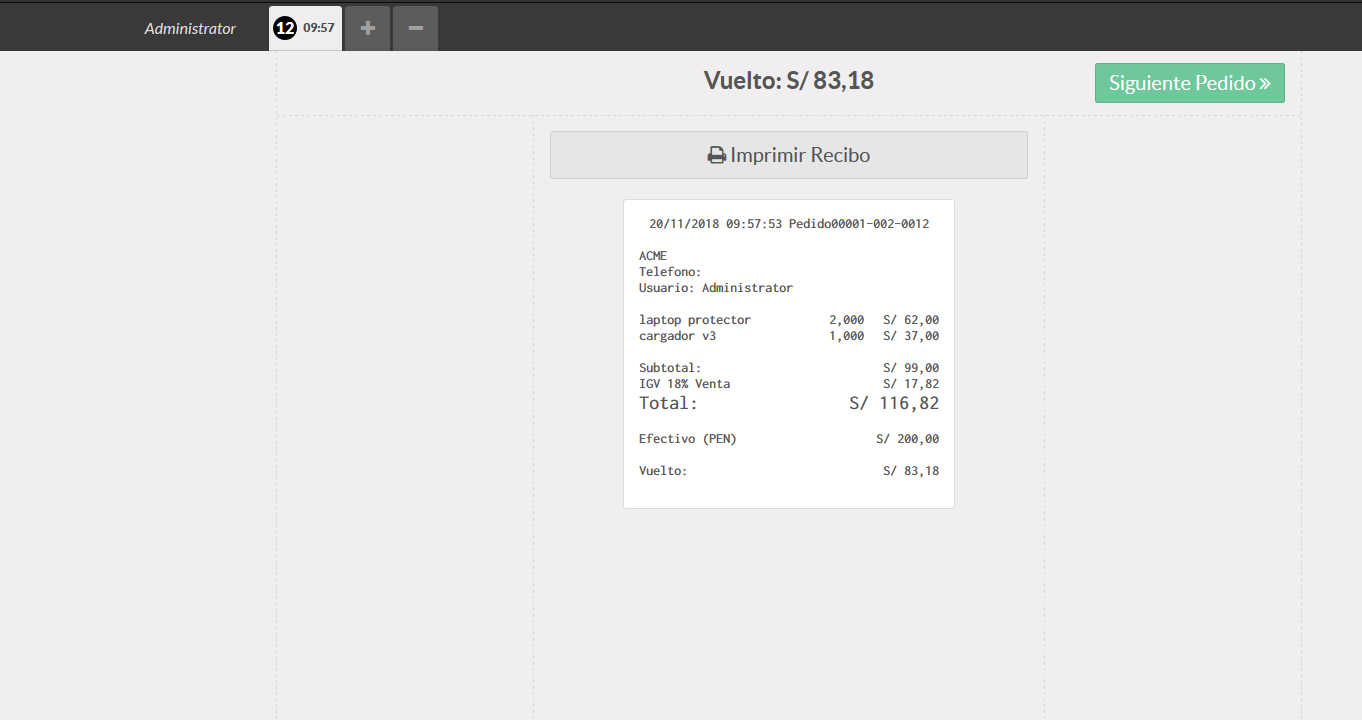 Administrator 12 09:57
Vuelto: S/ 83,18 Siguiente Pedido »
Imprimir Recibo
20/11/2018 09:57:53 Pedido00001-002-0012
ACME
Telefono:
Usuario: Administrator
laptop protector 2,000 S/ 62,00
cargador v3 1,000 S/ 37,00
Subtotal: S/ 99,00
IGV 18% Venta S/ 17,82
Total: S/ 116,82
Efectivo (PEN) S/ 200,00
Vuelto: S/ 83,18